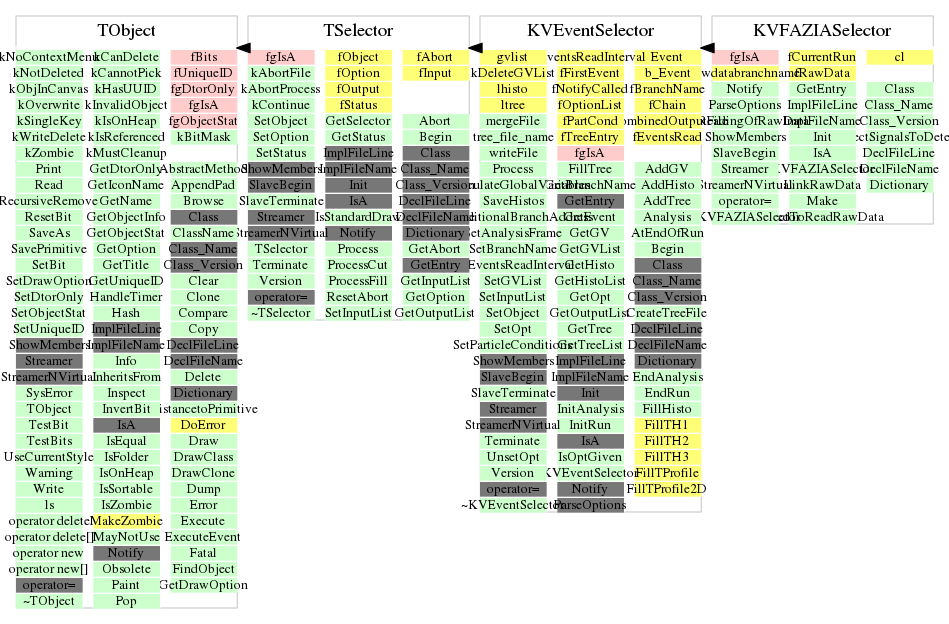 TObject
kNoContextMenu kCanDelete fBits
kNotDeleted kCannotPick fUniqueID
kObjInCanvas kHasUUID fgDtorOnly
kOverwrite kInvalidObject fgIsA
kSingleKey kIsOnHeap fgObjectStat
kWriteDelete kIsReferenced kBitMask
kZombie kMustCleanup
Print GetDtorOnly AbstractMethod
Read GetIconName AppendPad
RecursiveRemove GetName Browse
ResetBit GetObjectInfo Class
SaveAs GetObjectStat ClassName
SavePrimitive GetOption Class_Name
SetBit GetTitle Class_Version
SetDrawOption GetUniqueID Clear
SetDtorOnly HandleTimer Clone
SetObjectStat Hash Compare
SetUniqueID ImplFileLine Copy
ShowMembers ImplFileName DeclFileLine
Streamer Info DeclFileName
StreamerNVirtual InheritsFrom Delete
SysError Inspect Dictionary
TObject InvertBit istancetoPrimitive
TestBit IsA DoError
TestBits IsEqual Draw
UseCurrentStyle IsFolder DrawClass
Warning IsOnHeap DrawClone
Write IsSortable Dump
ls IsZombie Error
operator delete MakeZombie Execute
operator delete[] MayNotUse ExecuteEvent
operator new Notify Fatal
operator new[] Obsolete FindObject
operator= Paint GetDrawOption
~TObject Pop
TSelector
fgIsA fObject fAbort
kAbortFile fOption fInput
kAbortProcess fOutput
kContinue fStatus
SetObject GetSelector Abort
SetOption GetStatus Begin
SetStatus ImplFileLine Class
ShowMembers ImplFileName Class_Name
SlaveBegin Init Class_Version
SlaveTerminate IsA DeclFileLine
Streamer IsStandardDraw DeclFileName
StreamerNVirtual Notify Dictionary
TSelector Process GetAbort
Terminate ProcessCut GetEntry
Version ProcessFill GetInputList
operator= ResetAbort GetOption
~TSelector SetInputList GetOutputList
KVEventSelector
gvlist ventsReadInterval Event
kDeleteGVList fFirstEvent b_Event
lhisto fNotifyCalled fBranchName
ltree fOptionList fChain
mergeFile fPartCond
tree_file_name fTreeEntry fEventsRead
writeFile fgIsA
Process FillTree AddGV
AddHisto
SaveHistos GetEntry AddTree
GetEvent Analysis
GetGV AtEndOfRun
SetBranchName GetGVList Begin
EventsReadInterval GetHisto Class
SetGVList GetHistoList Class_Name
SetInputList GetOpt Class_Version
SetObject GetOutputList CreateTreeFile
SetOpt GetTree DeclFileLine
SetParticleConditions GetTreeList DeclFileName
ShowMembers ImplFileLine Dictionary
SlaveBegin ImplFileName EndAnalysis
SlaveTerminate Init EndRun
Streamer InitAnalysis FillHisto
StreamerNVirtual InitRun FillTH1
Terminate IsA FillTH2
UnsetOpt IsOptGiven FillTH3
Version KVEventSelector FillTProfile
operator= Notify FillTProfile2D
~KVEventSelector ParseOptions
KVFAZIASelector
fgIsA fCurrentRun cl
wdatabranchname fRawData
Notify GetEntry Class
ParseOptions ImplFileLine Class_Name
ImplFileName Class_Version
ShowMembers Init
SlaveBegin IsA DeclFileLine
Streamer KVFAZIASelector DeclFileName
StreamerNVirtual LinkRawData Dictionary
operator= Make